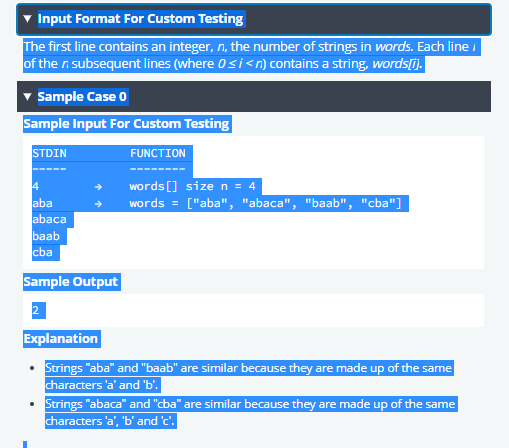 Input Format For Custom Testing
The first line contains an integer, n, the number of strings in words. Each line i
of the n subsequent lines (where 0 ≤ i < n) contains a string, words[i].
Sample Case 0
Sample Input For Custom Testing
STDIN FUNCTION
----- --------
4 → words[] size n = 4
aba → words = ["aba", "abaca", "baab", "cba"]
abaca
baab
cba
Sample Output
2
Explanation
• Strings "aba" and "baab" are similar because they are made up of the same
characters 'a' and 'b'.
• Strings "abaca" and "cba" are similar because they are made up of the same
characters 'a', 'b' and 'c'.